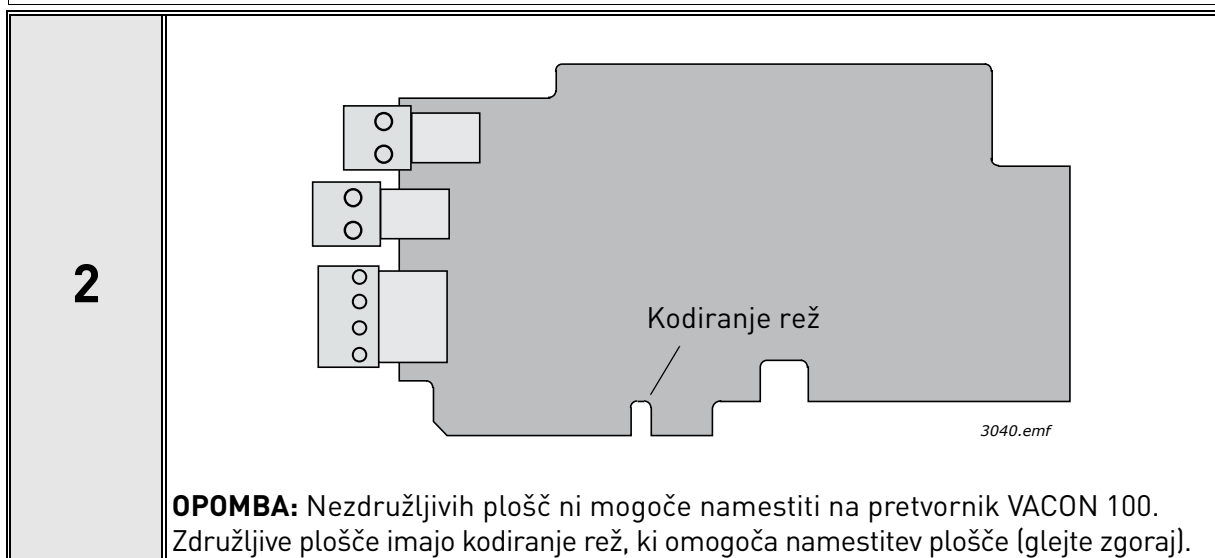 2
Kodiranje rež
3040.emf
OPOMBA: Nezdružljivih plošč ni mogoče namestiti na pretvornik VACON 100.
Združljive plošče imajo kodiranje rež, ki omogoča namestitev plošče (glejte zgoraj).